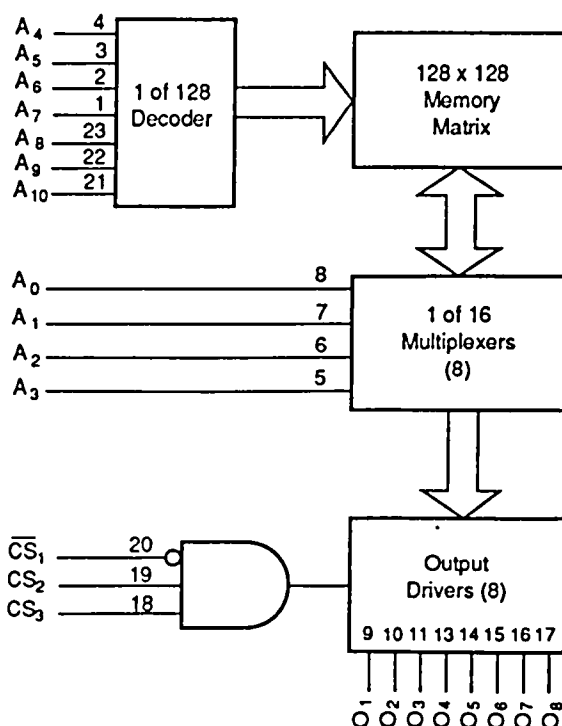 A4 4
A5 3
A6 2
A7 1
A8 23
A9 22
A10 21
1 of 128
Decoder
128 x 128
Memory
Matrix
A0 8
A1 7
A2 6
A3 5
1 of 16
Multiplexers
(8)
C̅S̅1 20
CS2 19
CS3 18
Output
Drivers (8)
9 10 11 13 14 15 16 17
O1 O2 O3 O4 O5 O6 O7 O8